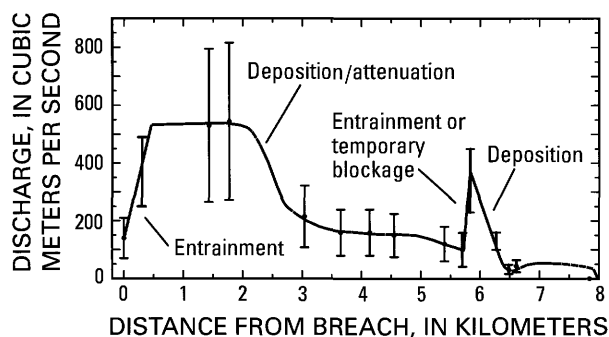 DISCHARGE, IN CUBIC
METERS PER SECOND
800
600
400
200
0
Deposition/attenuation
Entrainment or
temporary
blockage
Deposition
Entrainment
0 1 2 3 4 5 6 7 8
DISTANCE FROM BREACH, IN KILOMETERS